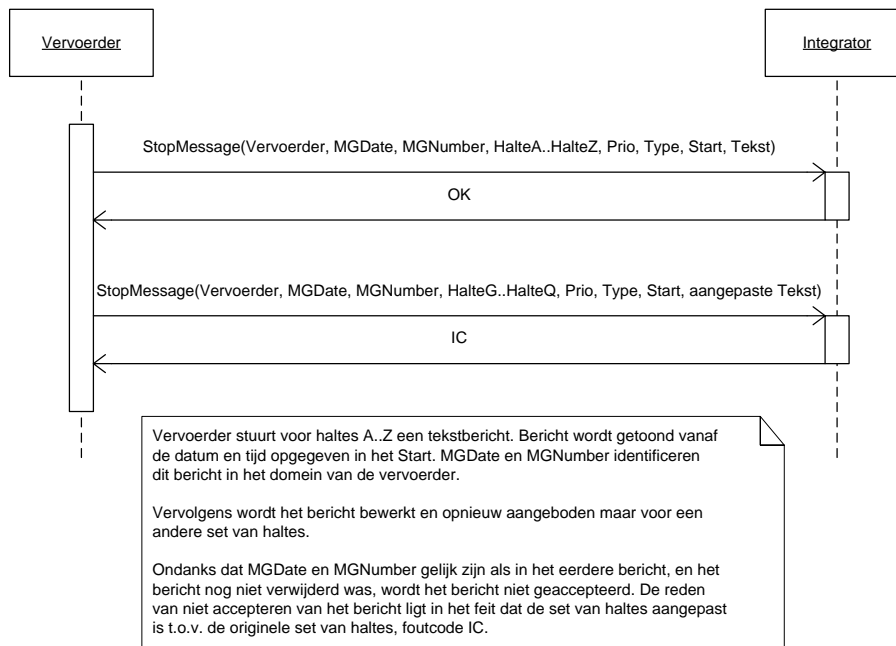 Vervoerder
Integrator
StopMessage(Vervoerder, MGDate, MGNumber, HalteA..HalteZ, Prio, Type, Start, Tekst)
OK
StopMessage(Vervoerder, MGDate, MGNumber, HalteG..HalteQ, Prio, Type, Start, aangepaste Tekst)
IC
Vervoerder stuurt voor haltes A..Z een tekstbericht. Bericht wordt getoond vanaf
de datum en tijd opgegeven in het Start. MGDate en MGNumber identificeren
dit bericht in het domein van de vervoerder.
Vervolgens wordt het bericht bewerkt en opnieuw aangeboden maar voor een
andere set van haltes.
Ondanks dat MGDate en MGNumber gelijk zijn als in het eerdere bericht, en het
bericht nog niet verwijderd was, wordt het bericht niet geaccepteerd. De reden
van niet accepteren van het bericht ligt in het feit dat de set van haltes aangepast
is t.o.v. de originele set van haltes, foutcode IC.